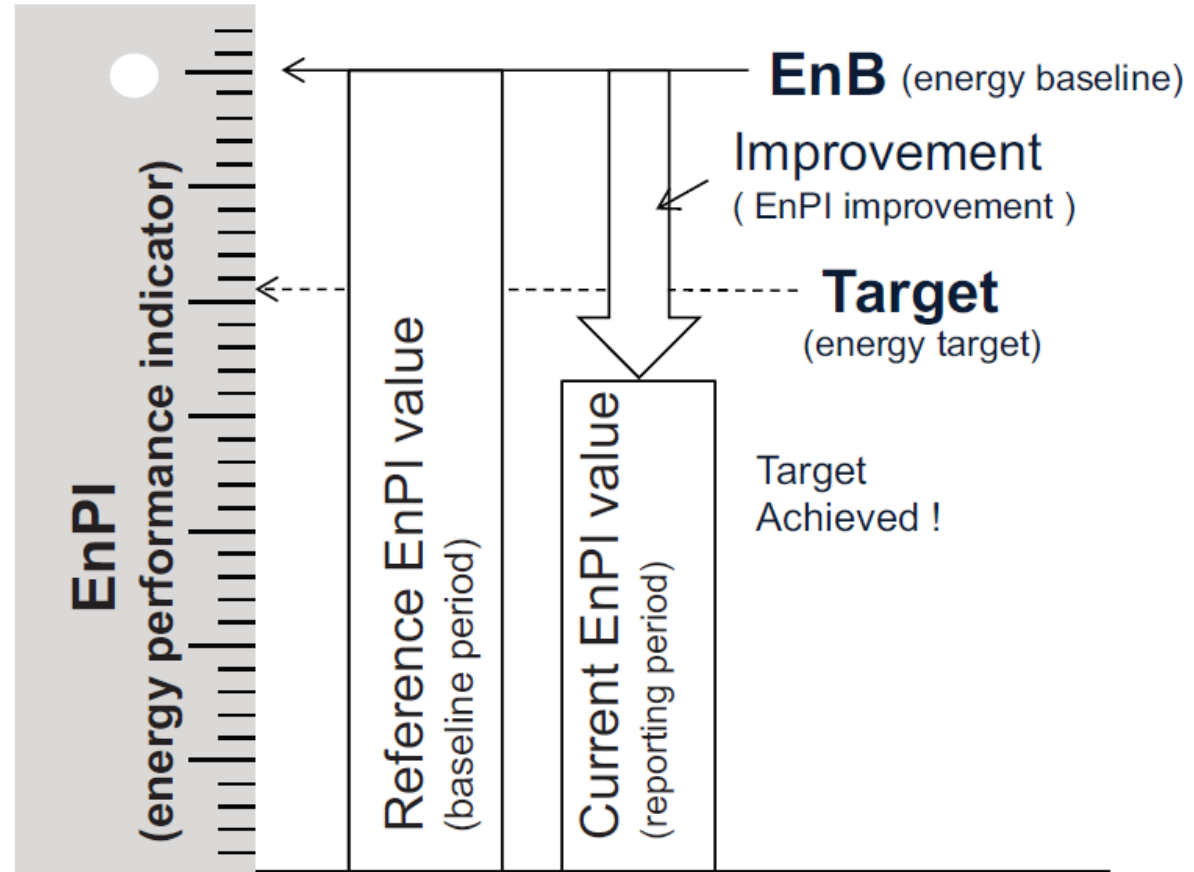 EnPI
(energy performance indicator)
Reference EnPI value
(baseline period)
Current EnPI value
(reporting period)
EnB (energy baseline)
Improvement
( EnPI improvement )
Target
(energy target)
Target
Achieved !